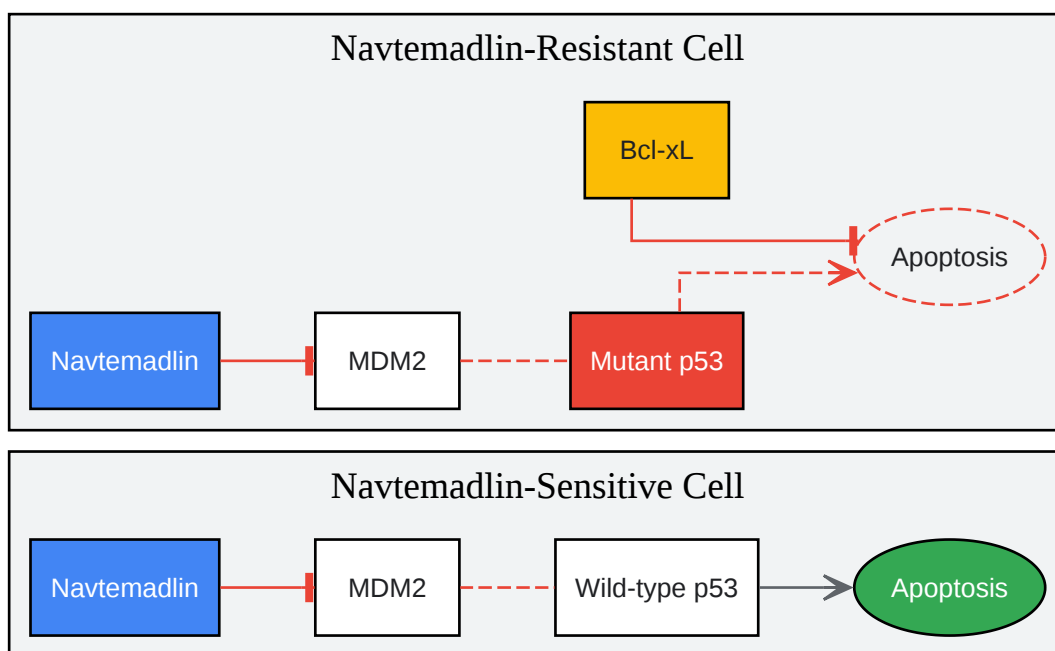 Navtemadlin-Resistant Cell
Bcl-xL
Apoptosis
Navtemadlin
MDM2
Mutant p53
Navtemadlin-Sensitive Cell
Navtemadlin
MDM2
Wild-type p53
Apoptosis